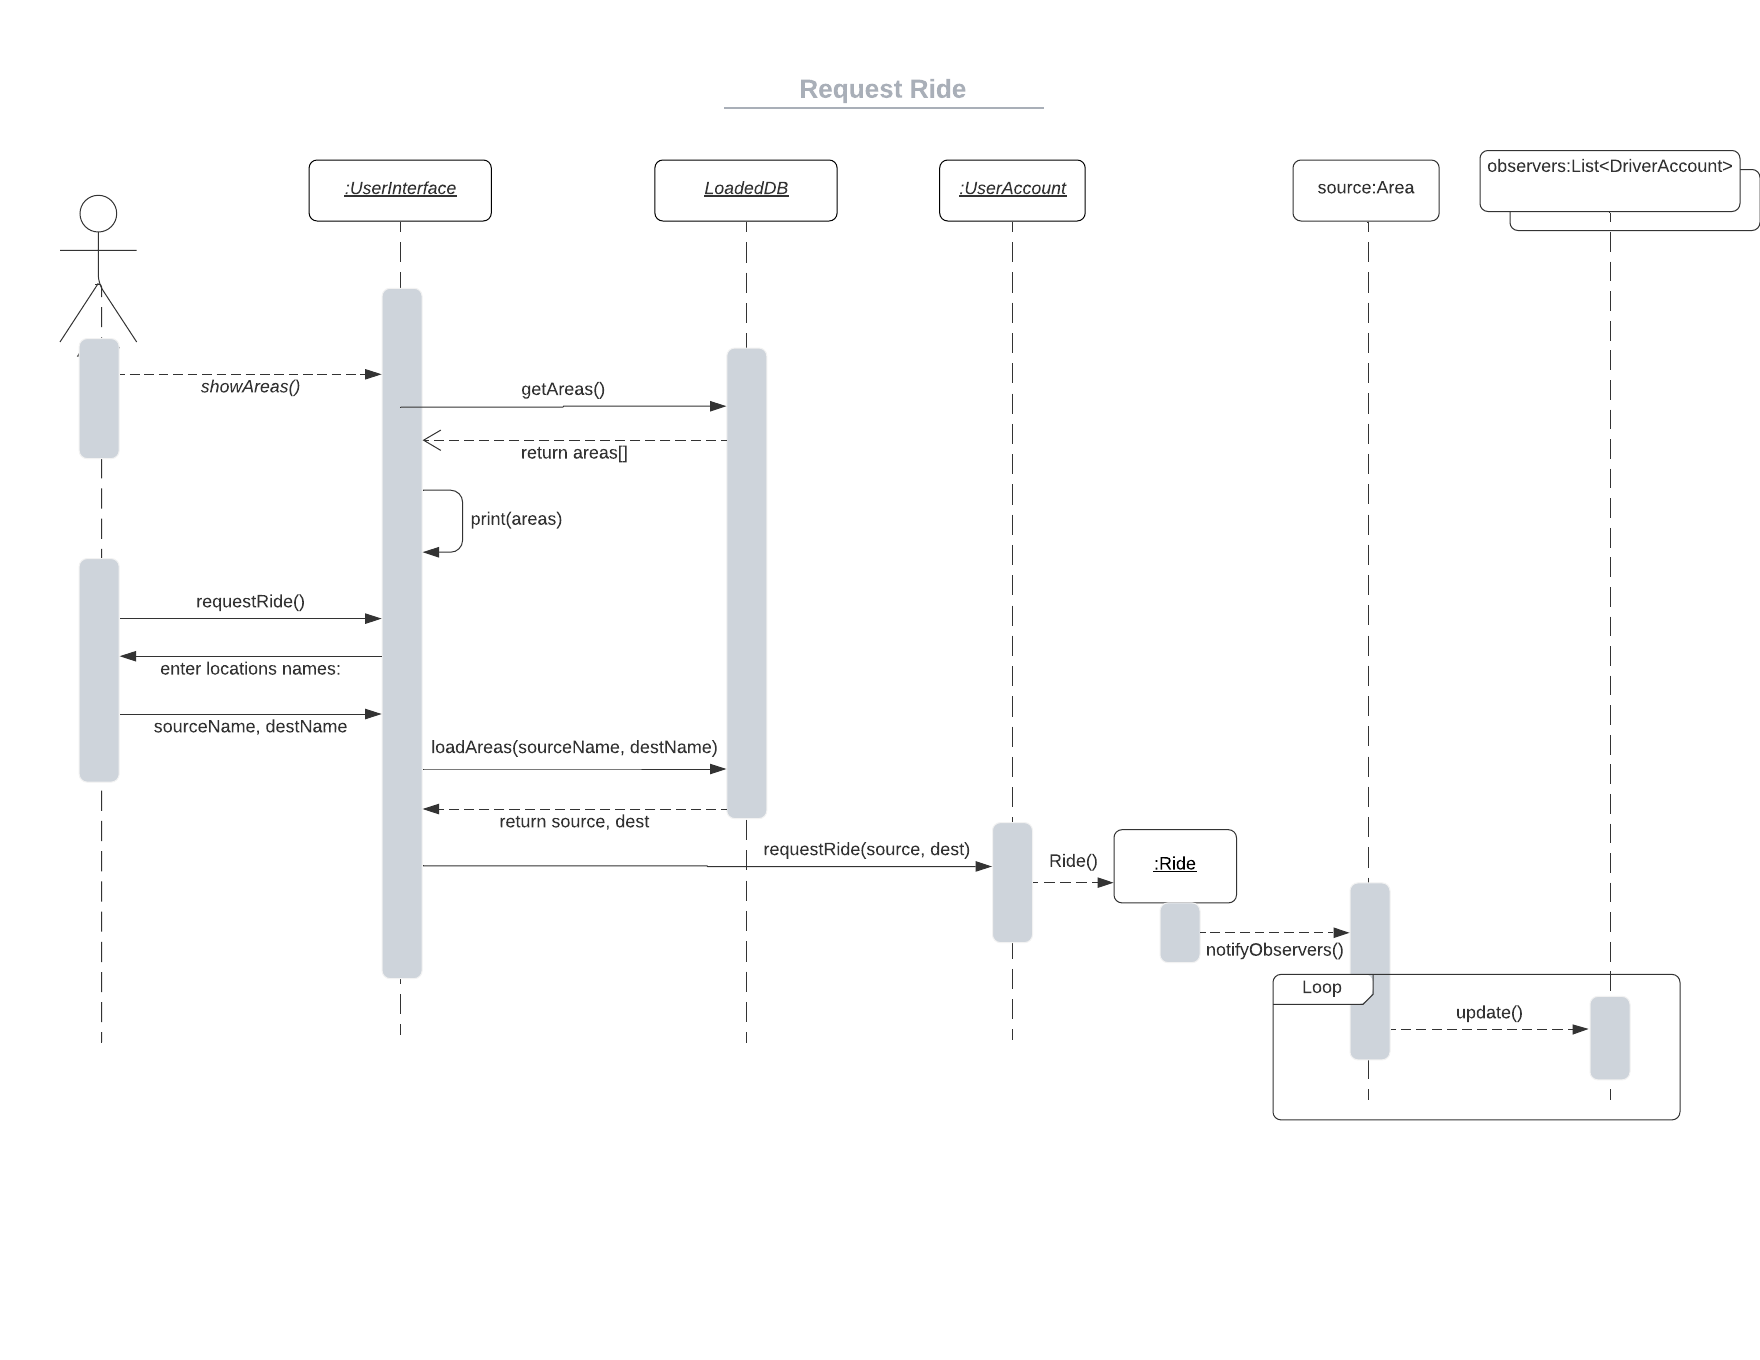 Request Ride
:UserInterface
LoadedDB
:UserAccount
source:Area
observers:List<DriverAccount>
showAreas()
getAreas()
return areas[]
print(areas)
requestRide()
enter locations names:
sourceName, destName
loadAreas(sourceName, destName)
return source, dest
requestRide(source, dest)
Ride()
:Ride
notifyObservers()
Loop
update()